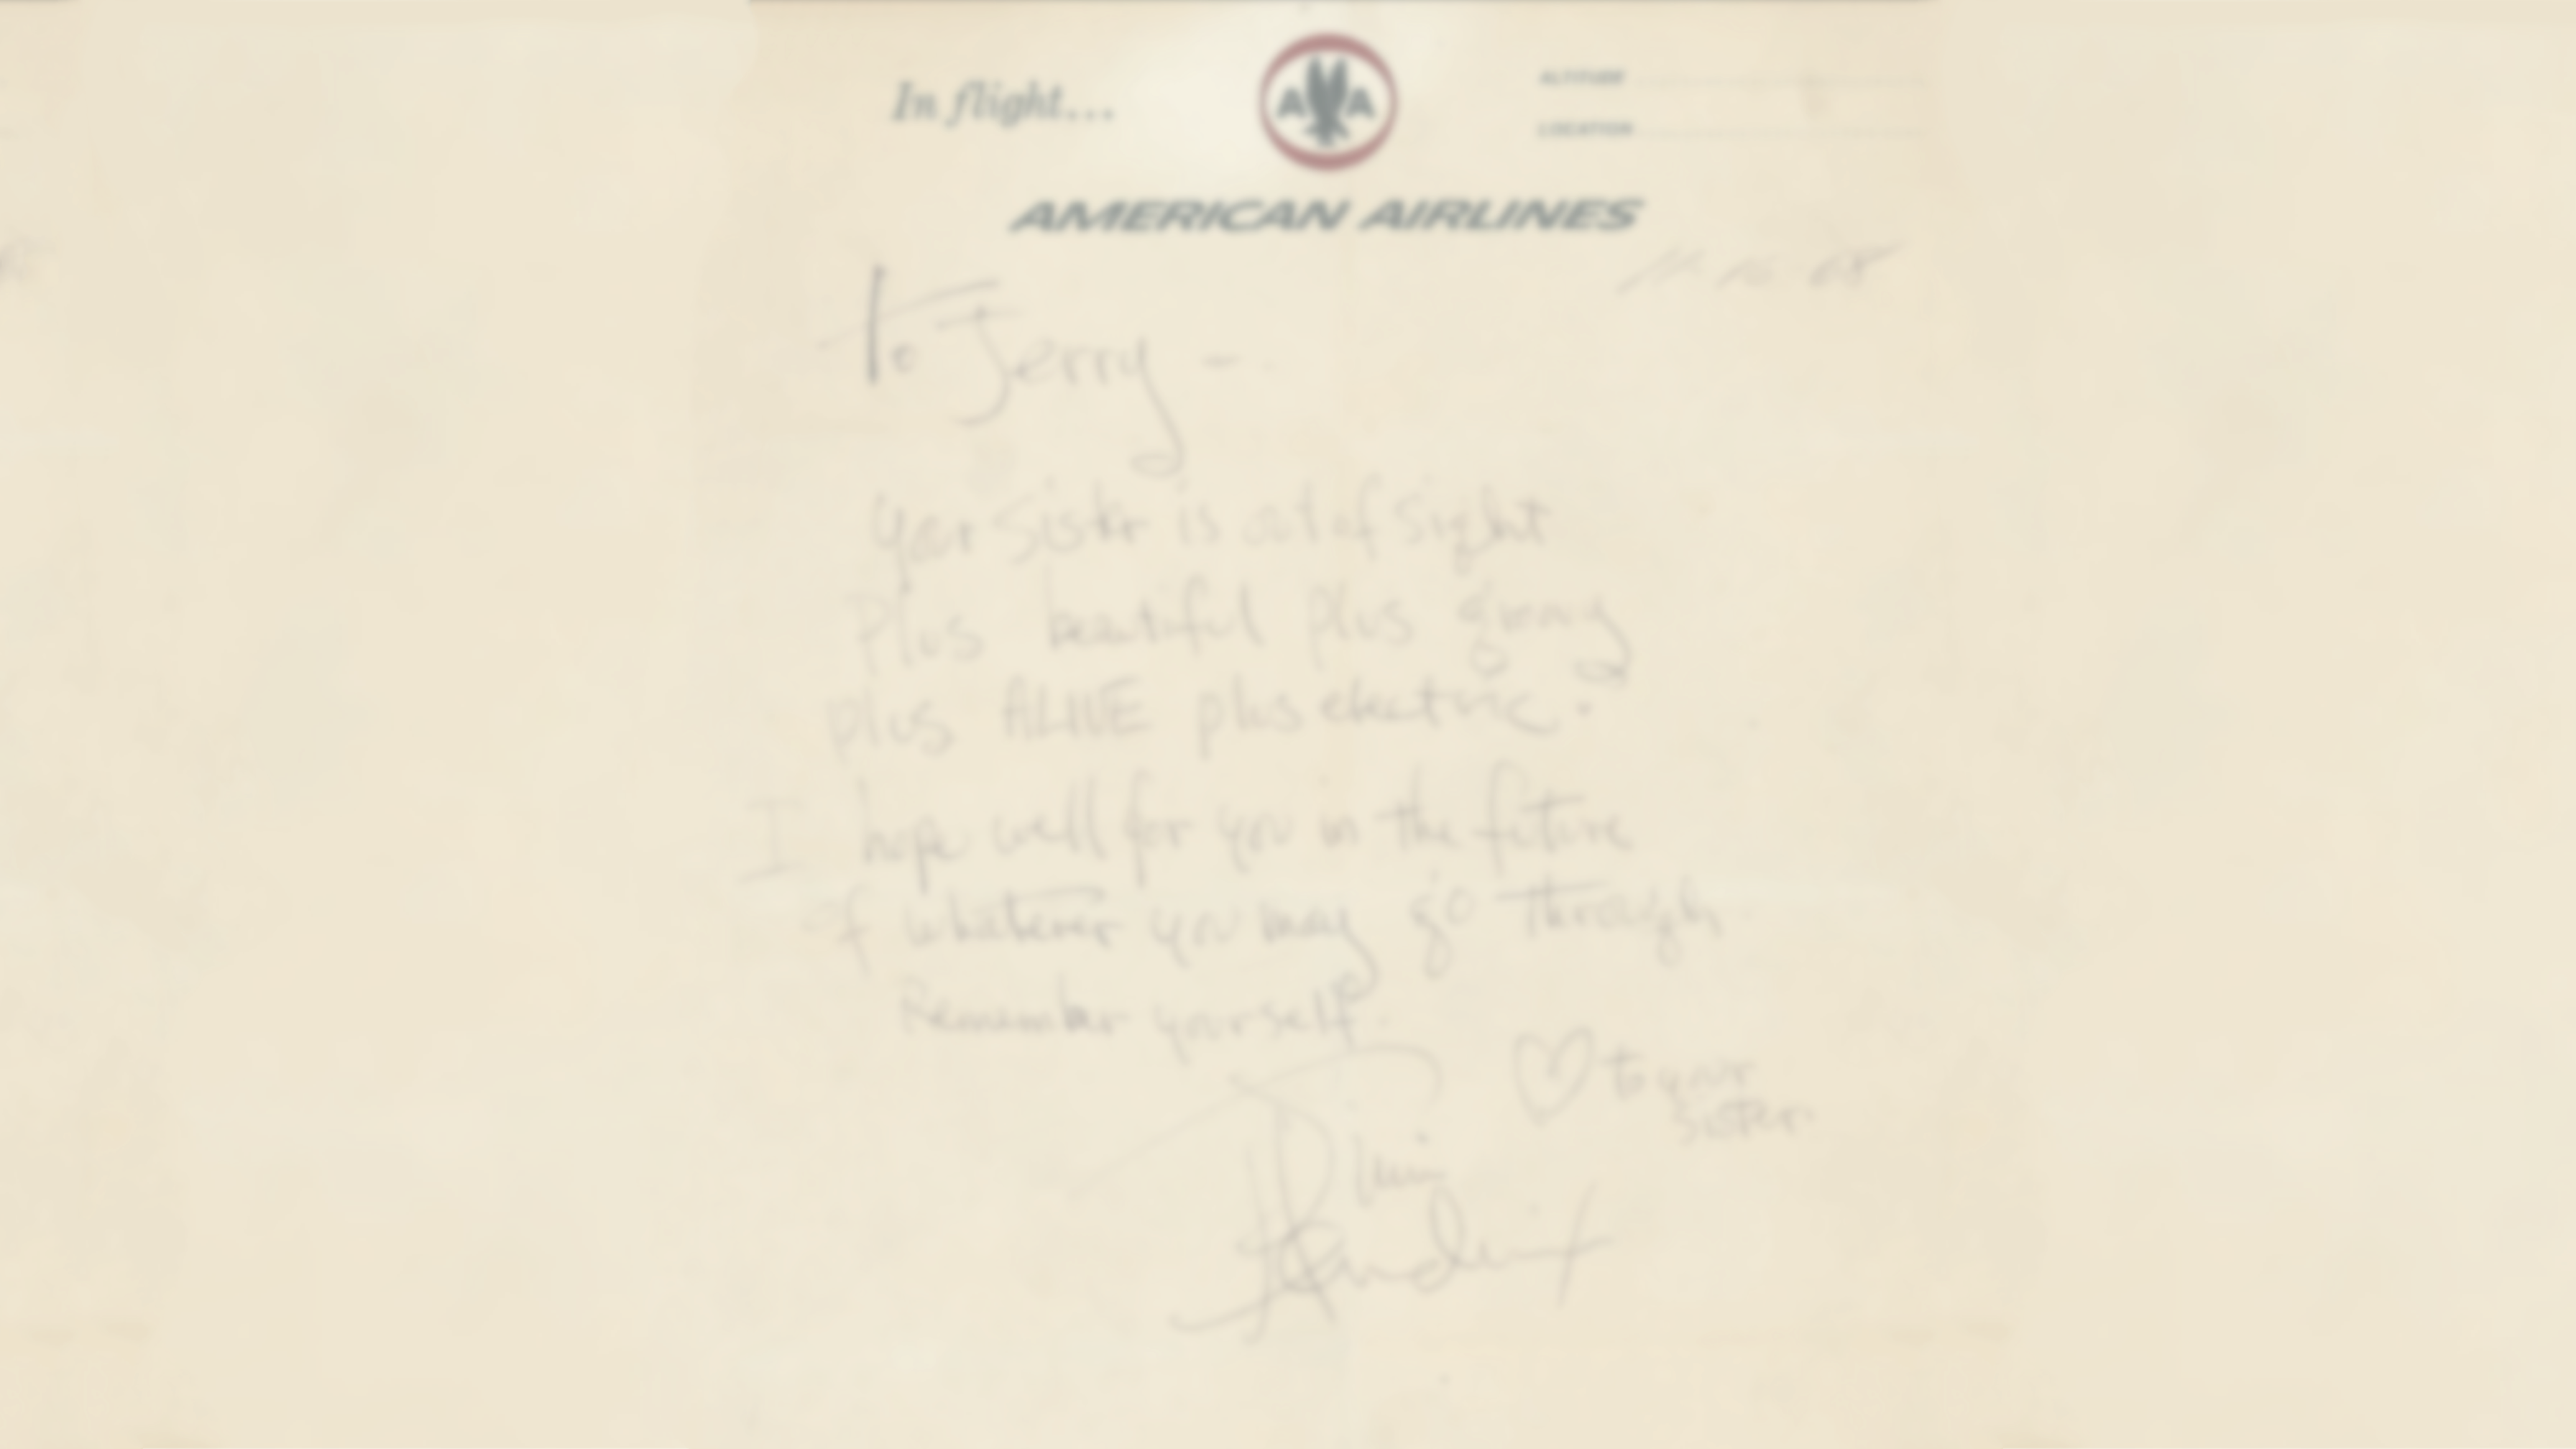 In flight...
A A
ALTITUDE
LOCATION
AMERICAN AIRLINES
68
To Jerry -
Your Sister is out of Sight
Plus beautiful plus groovy
plus ALIVE plus electric.
I hope well for you in the future
of whatever you may go through
Remember yourself.
♡ to your
sister
Jimi
Hendrix